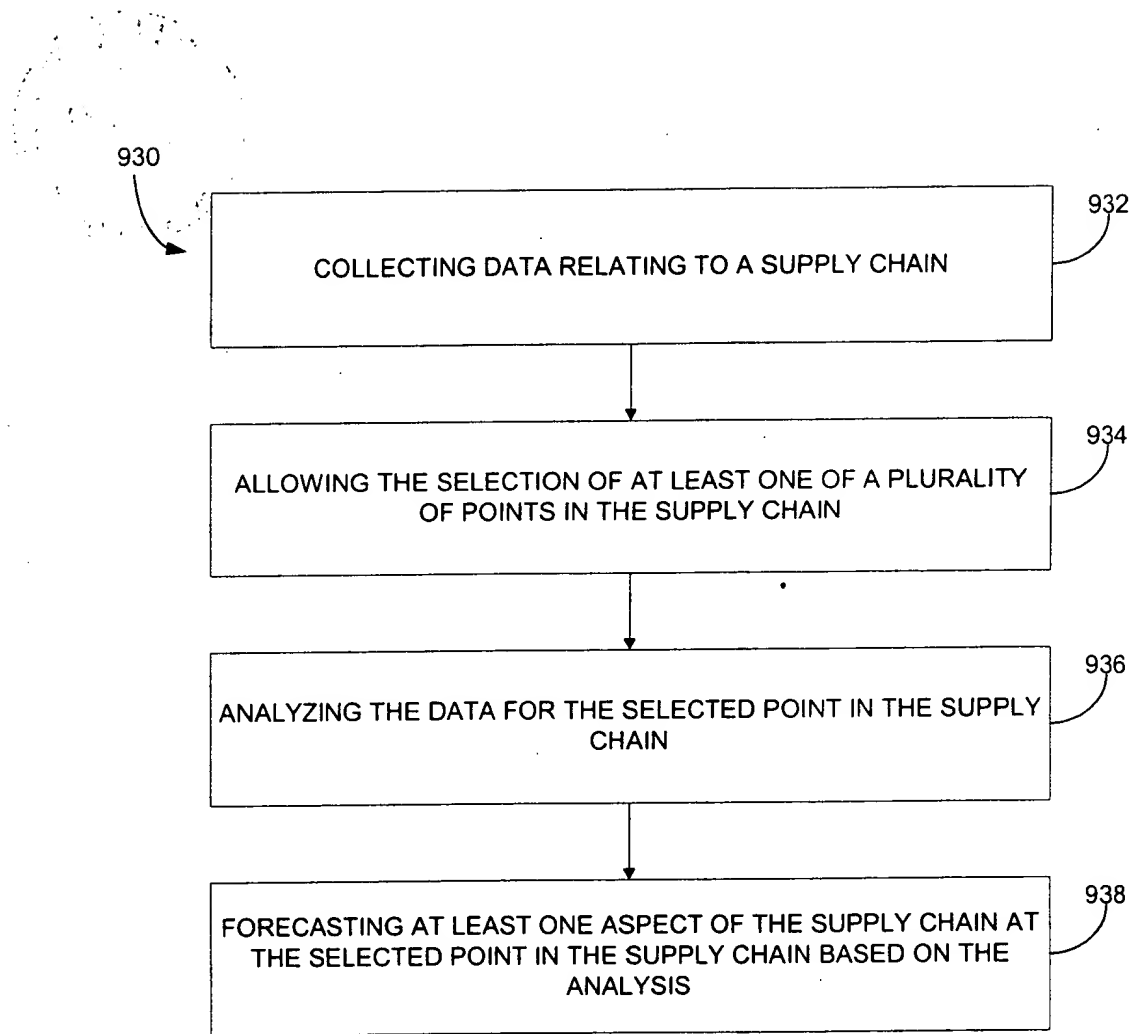 930
932
COLLECTING DATA RELATING TO A SUPPLY CHAIN
934
ALLOWING THE SELECTION OF AT LEAST ONE OF A PLURALITY
OF POINTS IN THE SUPPLY CHAIN
936
ANALYZING THE DATA FOR THE SELECTED POINT IN THE SUPPLY
CHAIN
938
FORECASTING AT LEAST ONE ASPECT OF THE SUPPLY CHAIN AT
THE SELECTED POINT IN THE SUPPLY CHAIN BASED ON THE
ANALYSIS